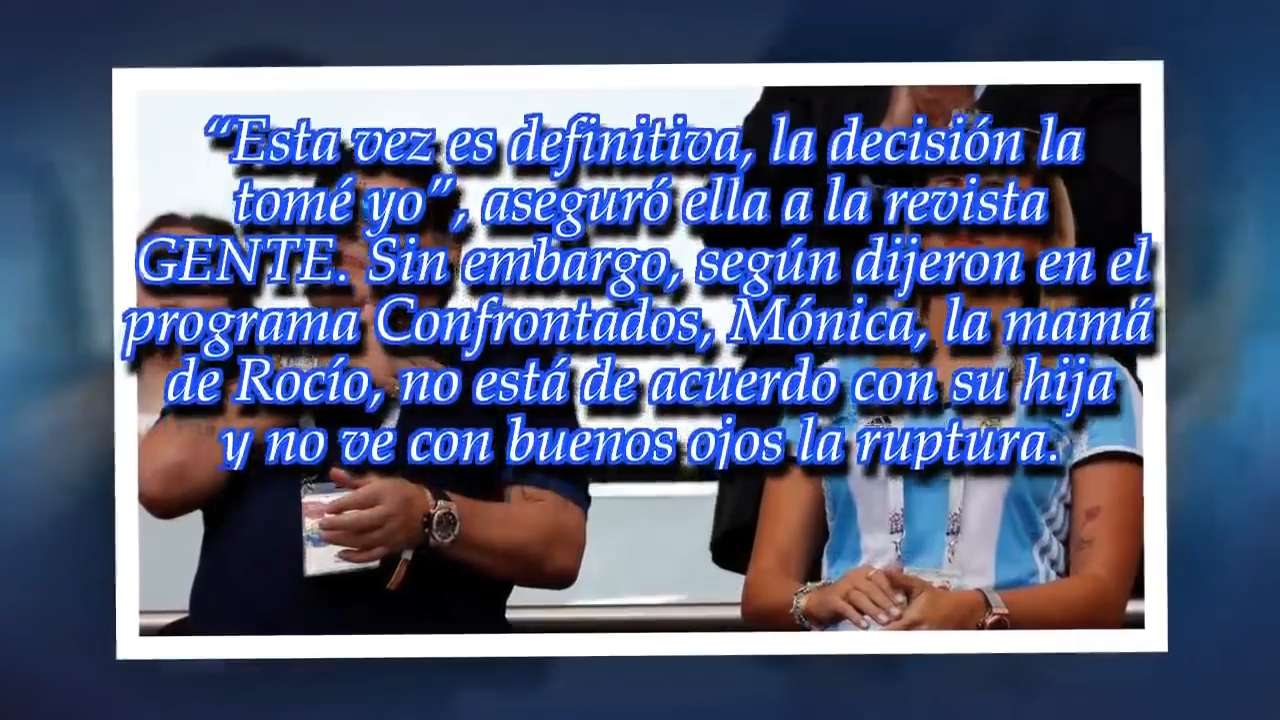 “Esta vez es definitiva, la decisión la
tomé yo”, aseguró ella a la revista
GENTE. Sin embargo, según dijeron en el
programa Confrontados, Mónica, la mamá
de Rocío, no está de acuerdo con su hija
y no ve con buenos ojos la ruptura.